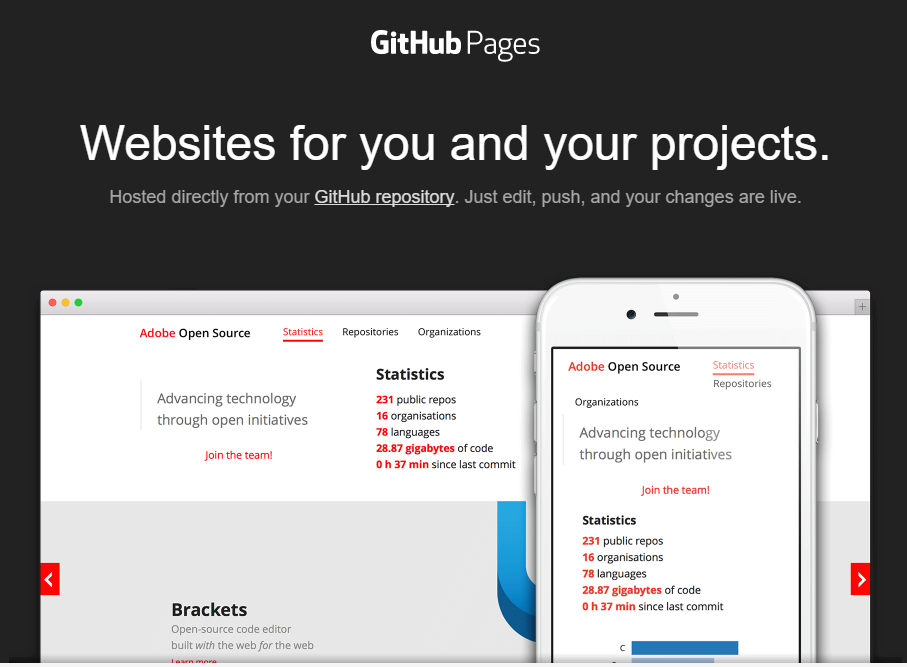 GitHub Pages
Websites for you and your projects.
Hosted directly from your GitHub repository. Just edit, push, and your changes are live.
Adobe Open Source
Statistics
Repositories
Organizations
Advancing technology
through open initiatives
Join the team!
Statistics
231 public repos
16 organisations
78 languages
28.87 gigabytes of code
0 h 37 min since last commit
Brackets
Open-source code editor
built with the web for the web
Learn more
Adobe Open Source
Statistics
Repositories
Organizations
Advancing technology
through open initiatives
Join the team!
Statistics
231 public repos
16 organisations
78 languages
28.87 gigabytes of code
0 h 37 min since last commit
C